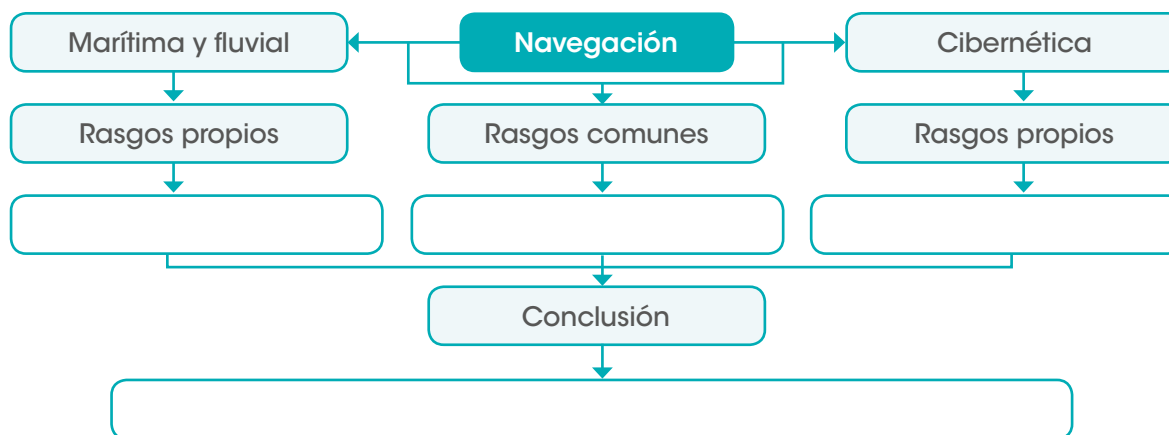 Marítima y fluvial
Navegación
Cibernética
Rasgos propios
Rasgos comunes
Rasgos propios
Conclusión